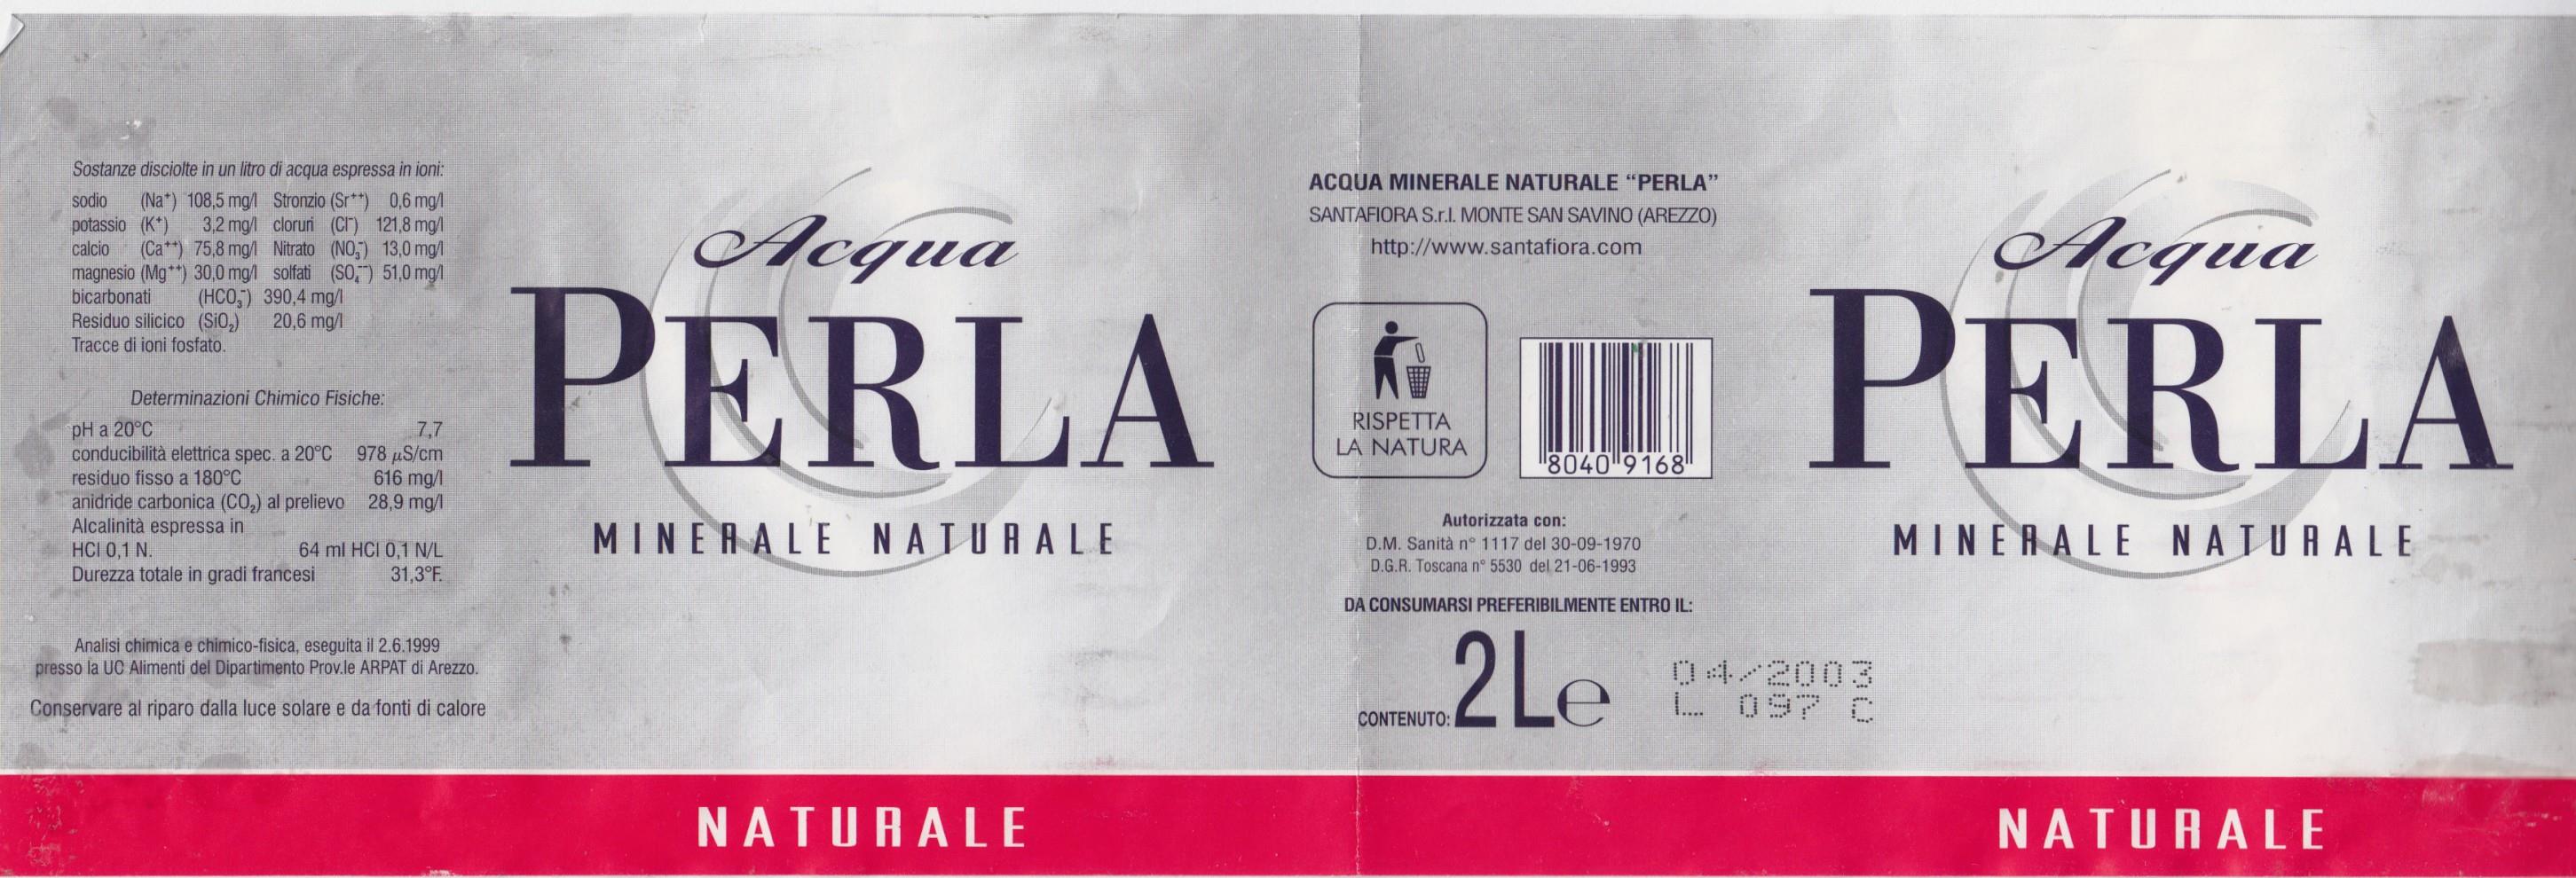 Sostanze disciolte in un litro di acqua espressa in ioni:
sodio (Na⁺) 108,5 mg/l Stronzio (Sr⁺⁺) 0,6 mg/l
potassio (K⁺) 3,2 mg/l cloruri (Cl⁻) 121,8 mg/l
calcio (Ca⁺⁺) 75,8 mg/l Nitrato (NO₃⁻) 13,0 mg/l
magnesio (Mg⁺⁺) 30,0 mg/l solfati (SO₄⁻⁻) 51,0 mg/l
bicarbonati (HCO₃⁻) 390,4 mg/l
Residuo silicico (SiO₂) 20,6 mg/l
Tracce di ioni fosfato.
Determinazioni Chimico Fisiche:
pH a 20°C 7,7
conducibilità elettrica spec. a 20°C 978 µS/cm
residuo fisso a 180°C 616 mg/l
anidride carbonica (CO₂) al prelievo 28,9 mg/l
Alcalinità espressa in
HCl 0,1 N. 64 ml HCl 0,1 N/L
Durezza totale in gradi francesi 31,3°F.
Analisi chimica e chimico-fisica, eseguita il 2.6.1999
presso la UC Alimenti del Dipartimento Prov.le ARPAT di Arezzo.
Conservare al riparo dalla luce solare e da fonti di calore
Acqua
PERLA
MINERALE NATURALE
NATURALE
ACQUA MINERALE NATURALE “PERLA”
SANTAFIORA S.r.l. MONTE SAN SAVINO (AREZZO)
http://www.santafiora.com
RISPETTA
LA NATURA
8040 9168
Autorizzata con:
D.M. Sanità n° 1117 del 30-09-1970
D.G.R. Toscana n° 5530 del 21-06-1993
DA CONSUMARSI PREFERIBILMENTE ENTRO IL:
CONTENUTO: 2 L e
04/2003
L 097 C
Acqua
PERLA
MINERALE NATURALE
NATURALE